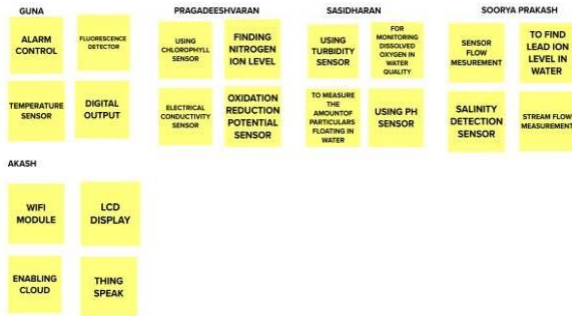 GUNA
ALARM
CONTROL
FLUORESCENCE
DETECTOR
TEMPERATURE
SENSOR
DIGITAL
OUTPUT
PRAGADEESHVARAN
USING
CHLOROPHYLL
SENSOR
FINDING
NITROGEN
ION LEVEL
ELECTRICAL
CONDUCTIVITY
SENSOR
OXIDATION
REDUCTION
POTENTIAL
SENSOR
SASIDHARAN
USING
TURBIDITY
SENSOR
FOR
MONITORING
DISSOLVED
OXYGEN IN
WATER
QUALITY
TO MEASURE
THE
AMOUNTOF
PARTICULARS
FLOATING IN
WATER
USING PH
SENSOR
SOORYA PRAKASH
SENSOR
FLOW
MESUREMENT
TO FIND
LEAD ION
LEVEL IN
WATER
SALINITY
DETECTION
SENSOR
STREAM FLOW
MEASUREMENT
AKASH
WIFI
MODULE
LCD
DISPLAY
ENABLING
CLOUD
THING
SPEAK